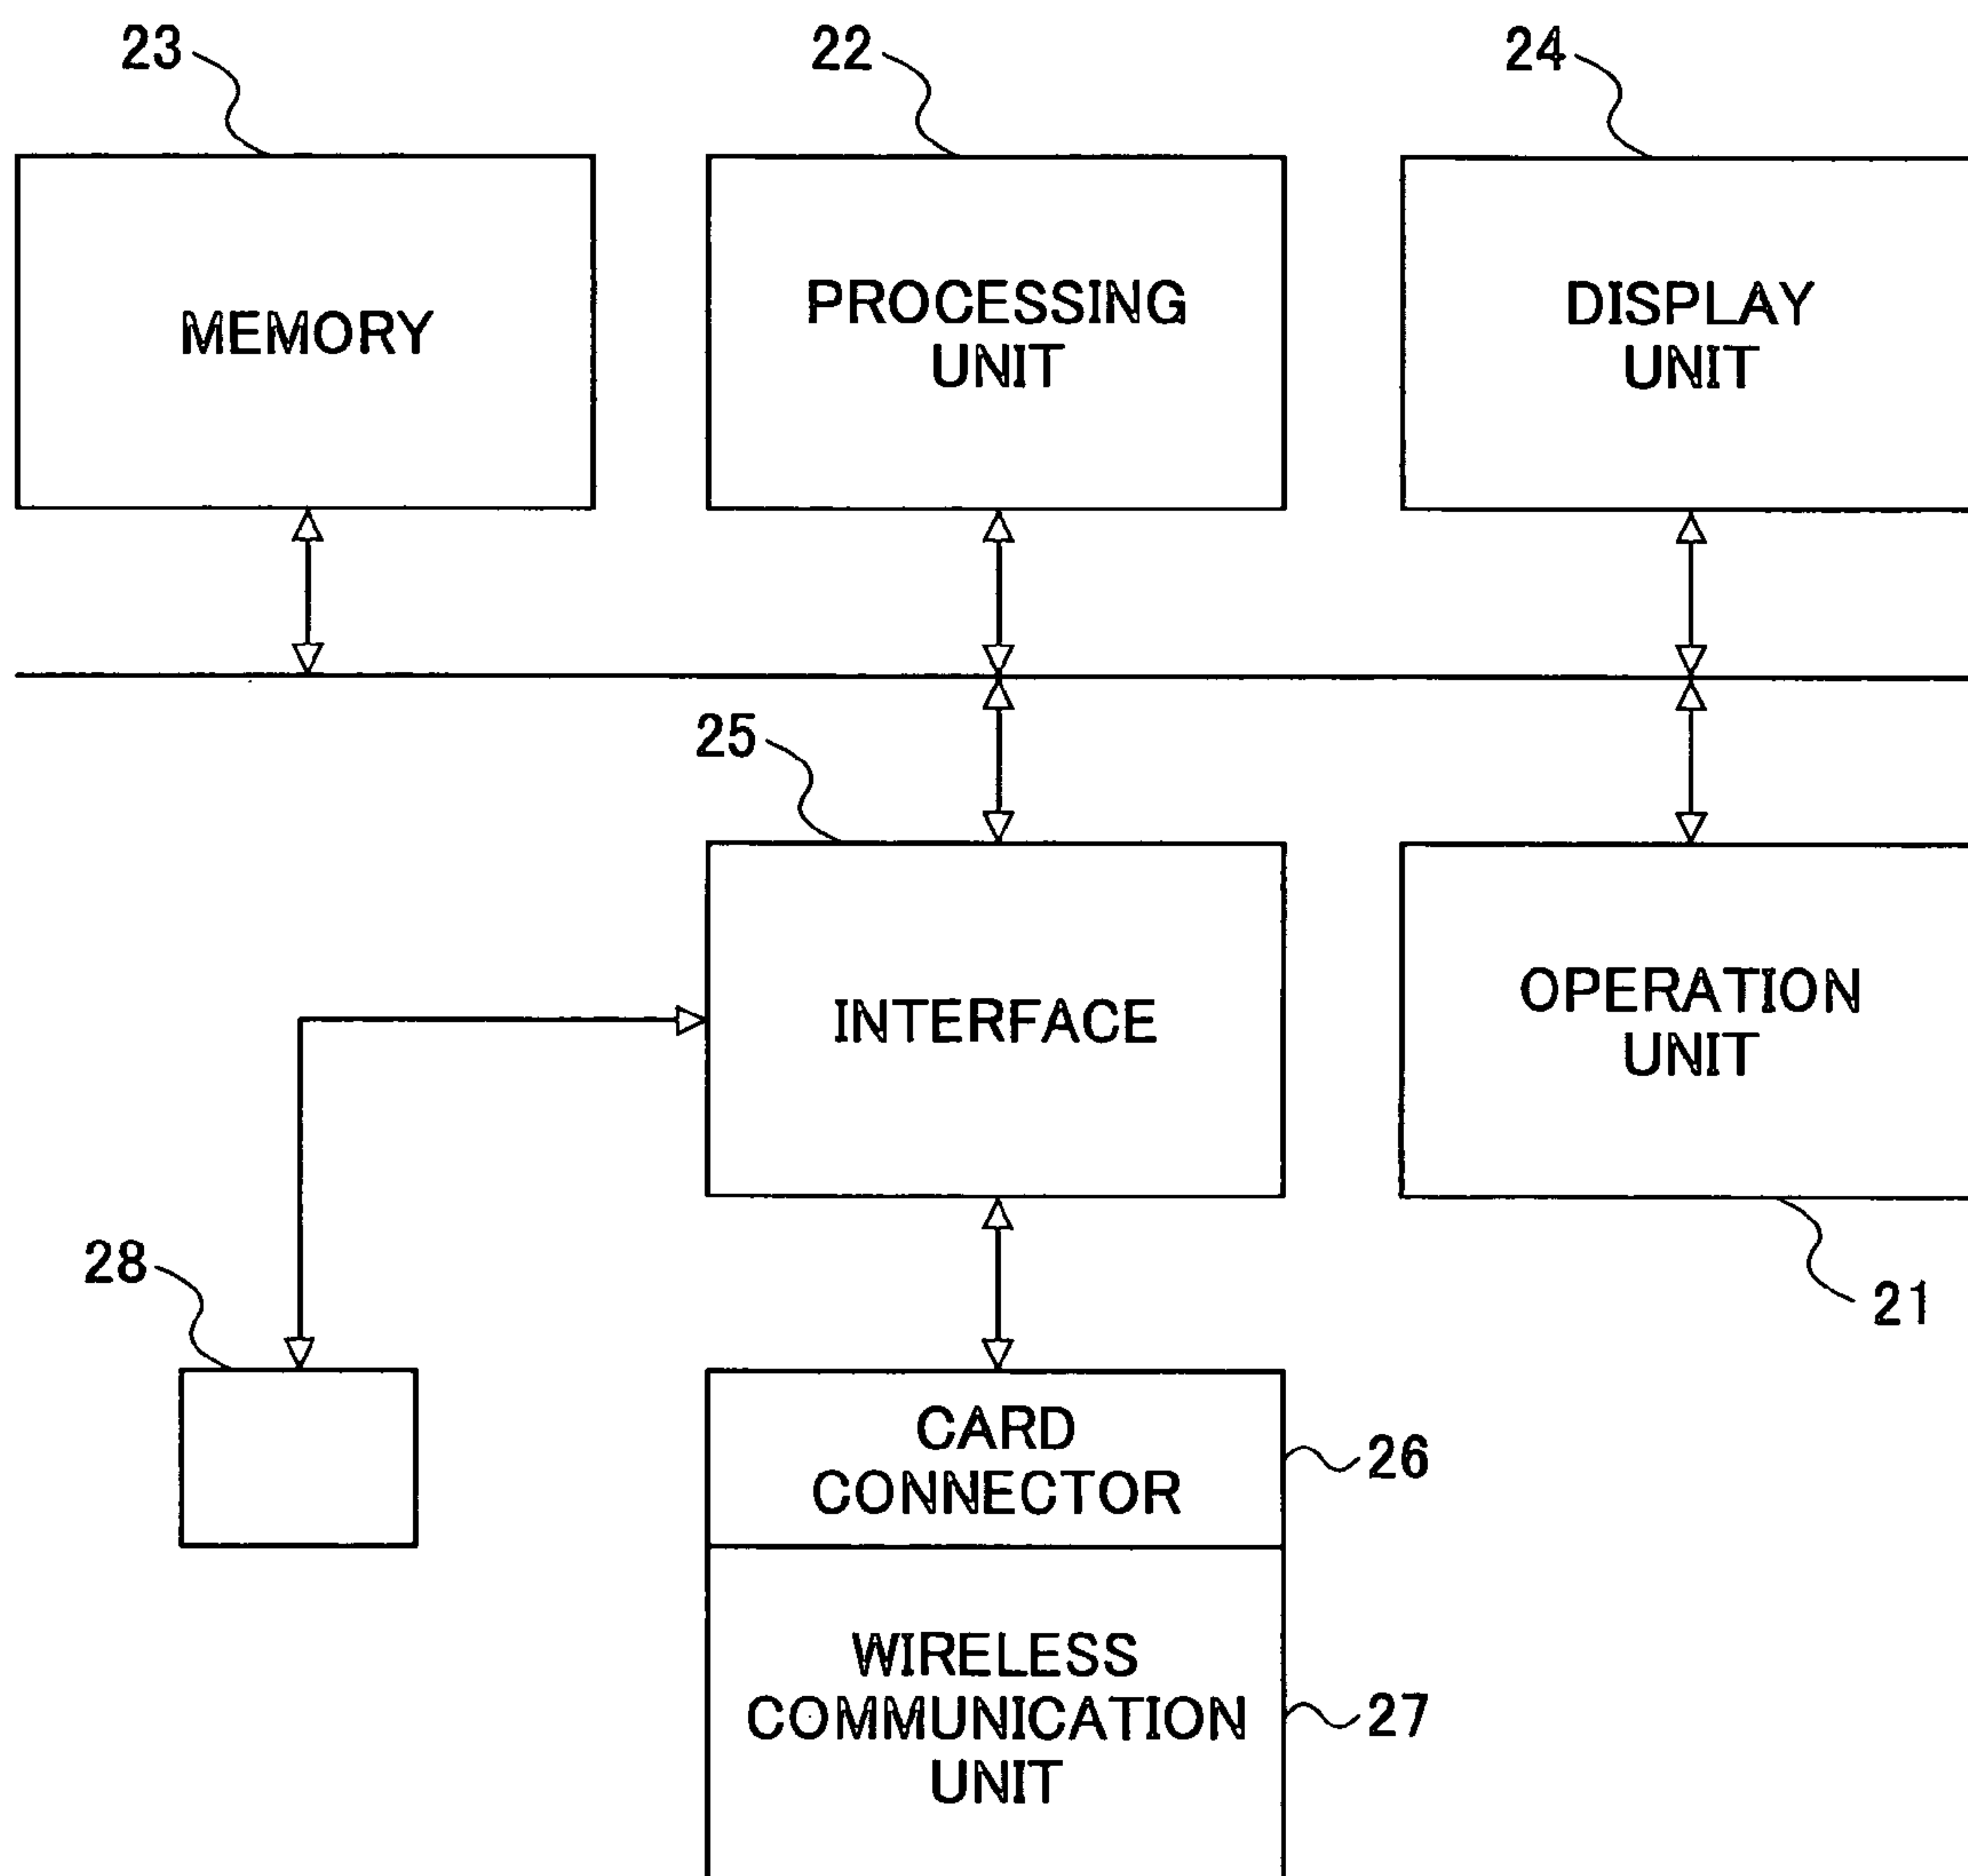 23
22
24
MEMORY
PROCESSING
UNIT
DISPLAY
UNIT
25
INTERFACE
OPERATION
UNIT
28
21
CARD
CONNECTOR
26
WIRELESS
COMMUNICATION
UNIT
27